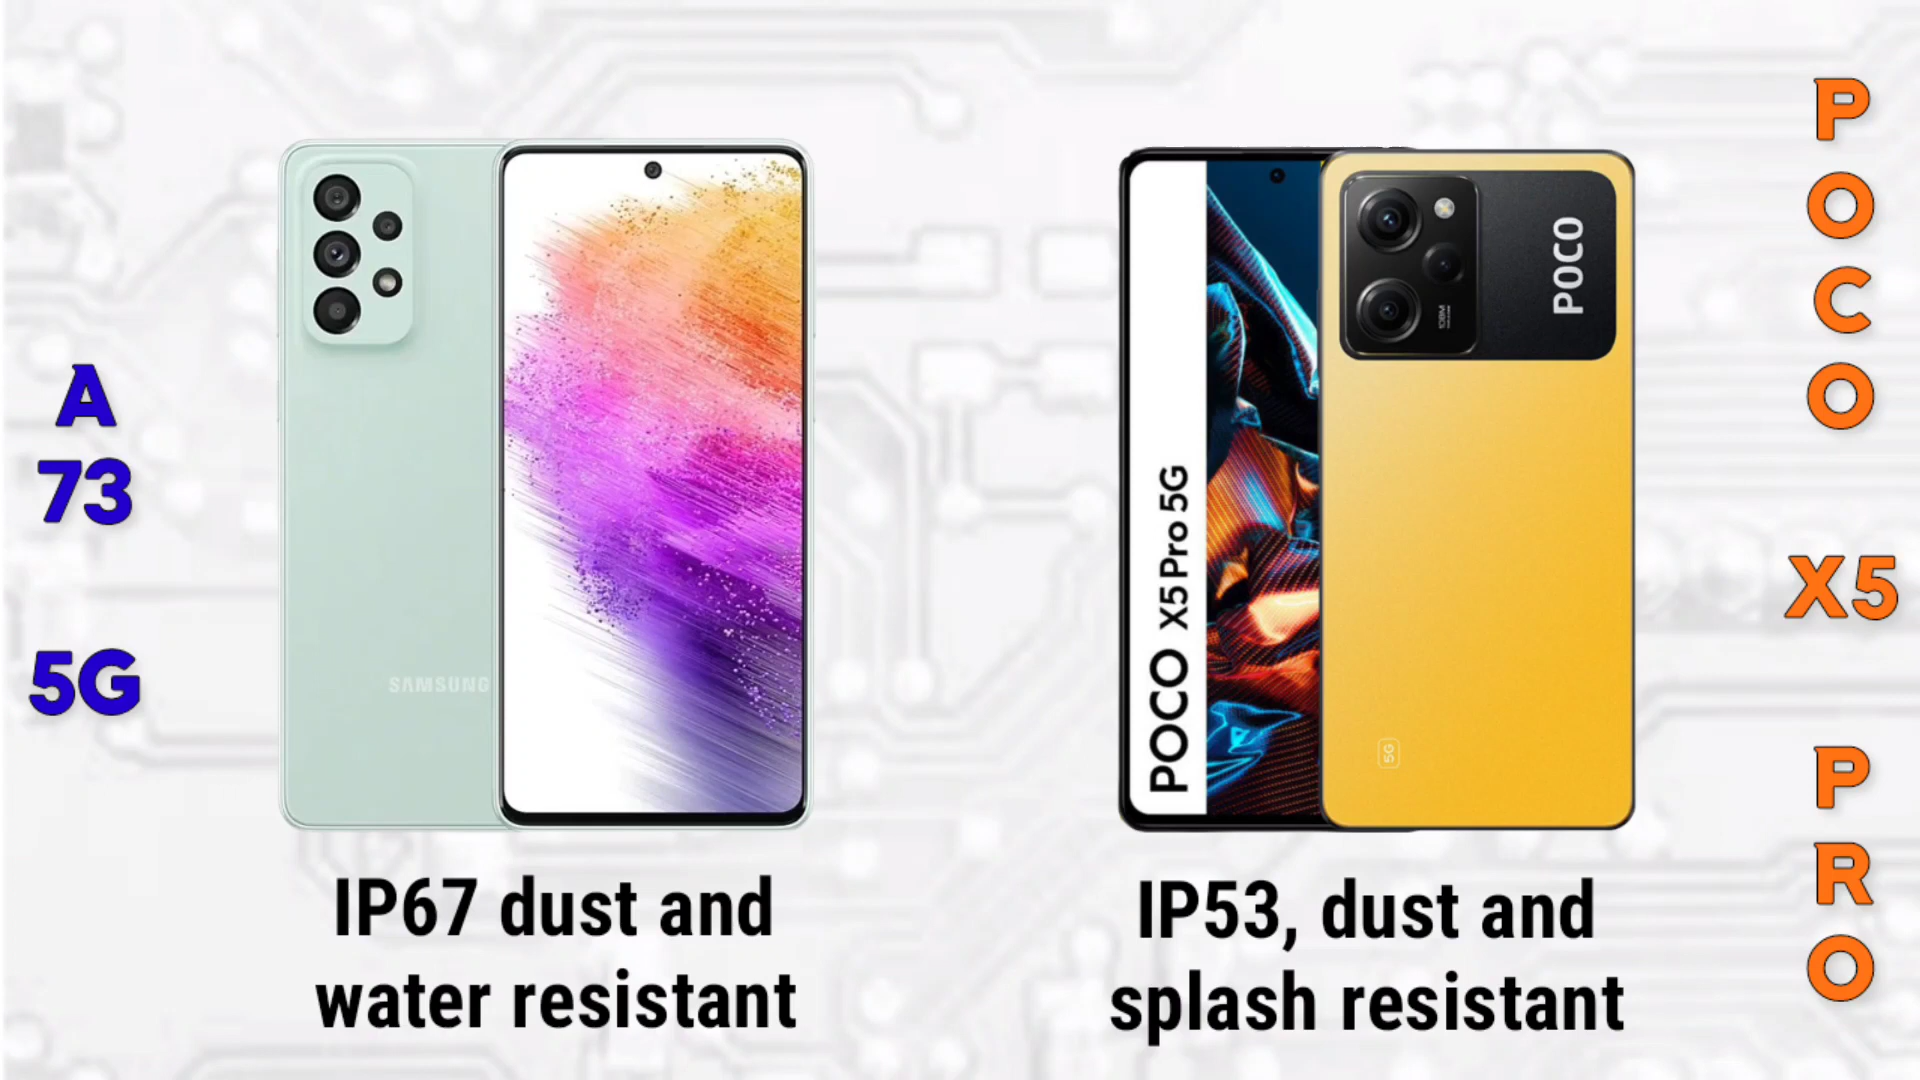 A
73
5G
SAMSUNG
IP67 dust and
water resistant
POCO X5 Pro 5G
POCO
108M
5G
IP53, dust and
splash resistant
P
O
C
O
X5
P
R
O